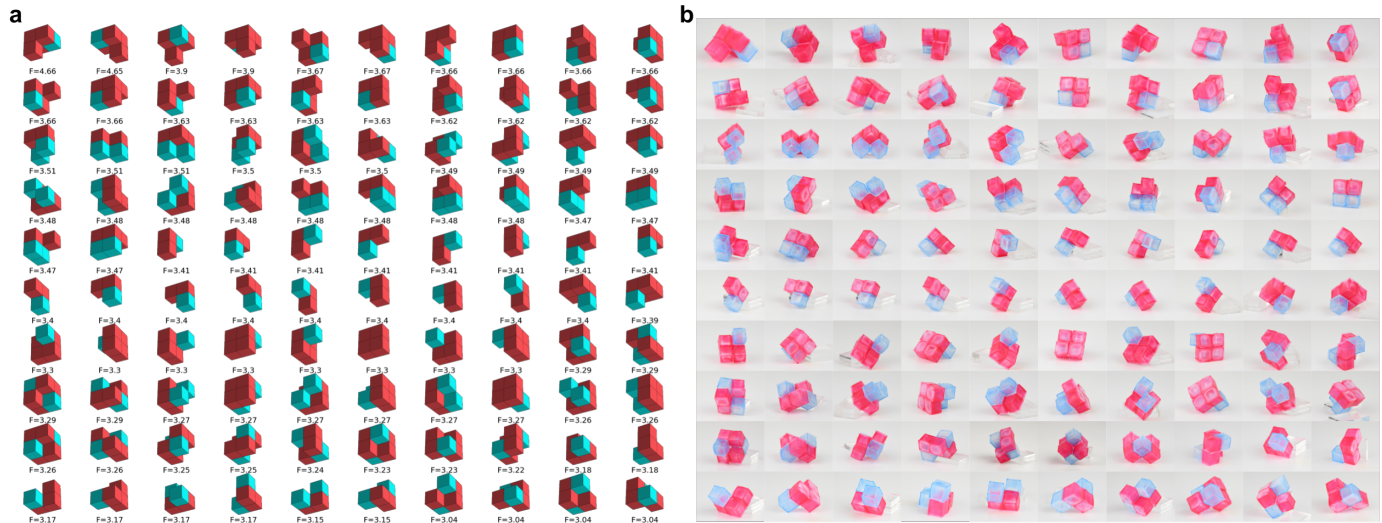 a b
F=4.66 F=4.65 F=3.9 F=3.9 F=3.67 F=3.67 F=3.66 F=3.66 F=3.66 F=3.66
F=3.66 F=3.66 F=3.63 F=3.63 F=3.63 F=3.63 F=3.62 F=3.62 F=3.62 F=3.62
F=3.51 F=3.51 F=3.51 F=3.5 F=3.5 F=3.5 F=3.49 F=3.49 F=3.49 F=3.49
F=3.48 F=3.48 F=3.48 F=3.48 F=3.48 F=3.48 F=3.48 F=3.48 F=3.47 F=3.47
F=3.47 F=3.47 F=3.41 F=3.41 F=3.41 F=3.41 F=3.41 F=3.41 F=3.41 F=3.41
F=3.4 F=3.4 F=3.4 F=3.4 F=3.4 F=3.4 F=3.4 F=3.4 F=3.4 F=3.39
F=3.3 F=3.3 F=3.3 F=3.3 F=3.3 F=3.3 F=3.3 F=3.3 F=3.29 F=3.29
F=3.29 F=3.29 F=3.27 F=3.27 F=3.27 F=3.27 F=3.27 F=3.27 F=3.26 F=3.26
F=3.26 F=3.26 F=3.25 F=3.25 F=3.24 F=3.23 F=3.23 F=3.22 F=3.18 F=3.18
F=3.17 F=3.17 F=3.17 F=3.17 F=3.15 F=3.15 F=3.04 F=3.04 F=3.04 F=3.04